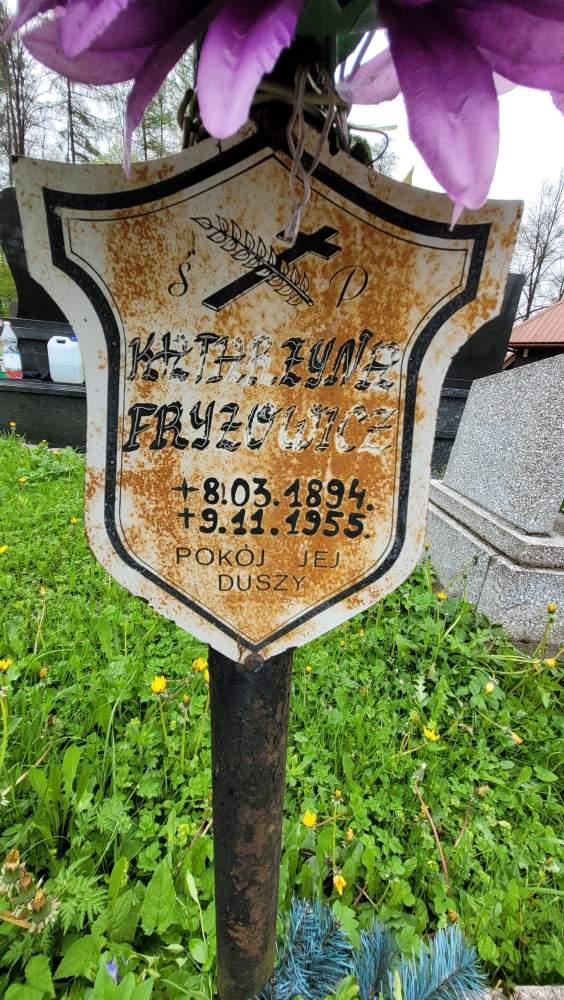 Ś P
KATARZYNA
FRYZOWICZ
+8.03.1894.
+9.11.1955.
POKÓJ JEJ
DUSZY